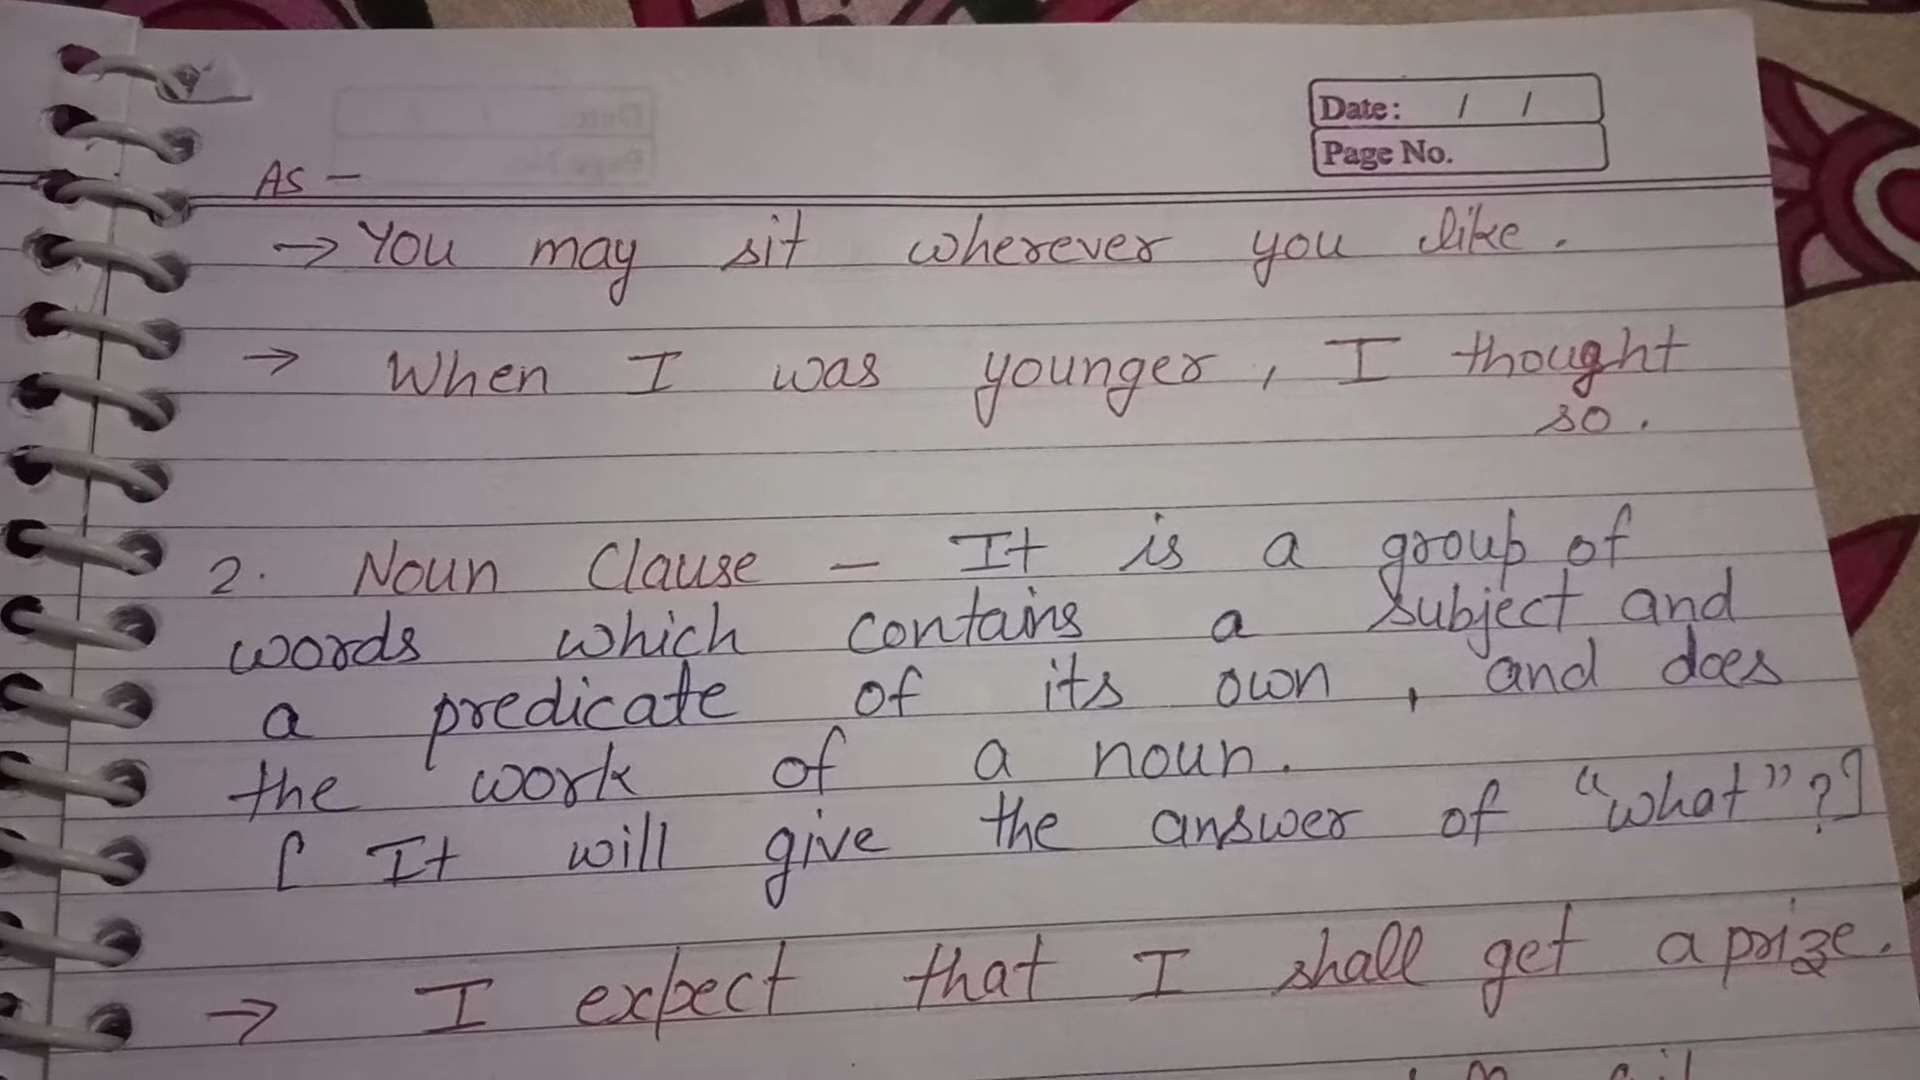 Date: / /
Page No.
AS -
→ You may sit wherever you like.
→ When I was younger, I thought
so.
2. Noun Clause - It is a group of
words which contains a subject and
a predicate of its own, and does
the work of a noun.
[ It will give the answer of "what"?]
→ I expect that I shall get a prize.